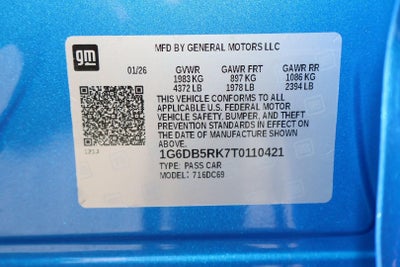 gm
MFD BY GENERAL MOTORS LLC
01/26 GVWR GAWR FRT GAWR RR
1983 KG 897 KG 1086 KG
4372 LB 1978 LB 2394 LB
THIS VEHICLE CONFORMS TO ALL
APPLICABLE U.S. FEDERAL MOTOR
VEHICLE SAFETY, BUMPER, AND THEFT
PREVENTION STANDARDS IN EFFECT ON
THE DATE OF MANUFACTURE SHOWN
ABOVE.
1G6DB5RK7T0110421
TYPE: PASS CAR
MODEL: 716DC69